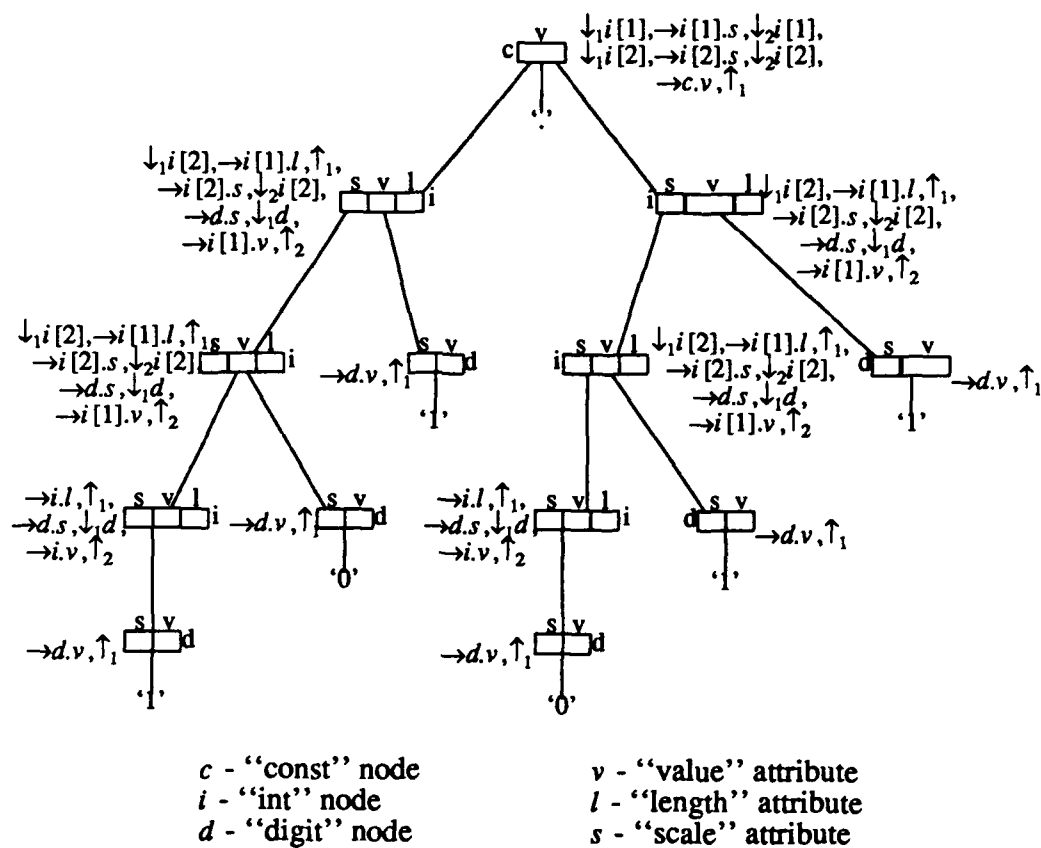 v
c
↓₁i[1],→i[1].s,↓₂i[1],
↓₁i[2],→i[2].s,↓₂i[2],
→c.v,↑₁
‘.’
↓₁i[2],→i[1].l,↑₁,
→i[2].s,↓₂i[2],
→d.s,↓₁d,
→i[1].v,↑₂
s v l
i
s v l
i
↓₁i[2],→i[1].l,↑₁,
→i[2].s,↓₂i[2],
→d.s,↓₁d,
→i[1].v,↑₂
↓₁i[2],→i[1].l,↑₁
→i[2].s,↓₂i[2]
→d.s,↓₁d,
→i[1].v,↑₂
s v l
i
→d.v,↑₁
s v
d
‘1’
s v l
i
↓₁i[2],→i[1].l,↑₁,
→i[2].s,↓₂i[2],
→d.s,↓₁d,
→i[1].v,↑₂
s v
d
→d.v,↑₁
‘1’
→i.l,↑₁,
→d.s,↓₁d,
→i.v,↑₂
s v l
i
→d.v,↑₁
s v
d
‘0’
→i.l,↑₁,
→d.s,↓₁d
→i.v,↑₂
s v l
i
s v
d
→d.v,↑₁
‘1’
→d.v,↑₁
s v
d
‘1’
→d.v,↑₁
s v
d
‘0’
c - “const” node
i - “int” node
d - “digit” node
v - “value” attribute
l - “length” attribute
s - “scale” attribute